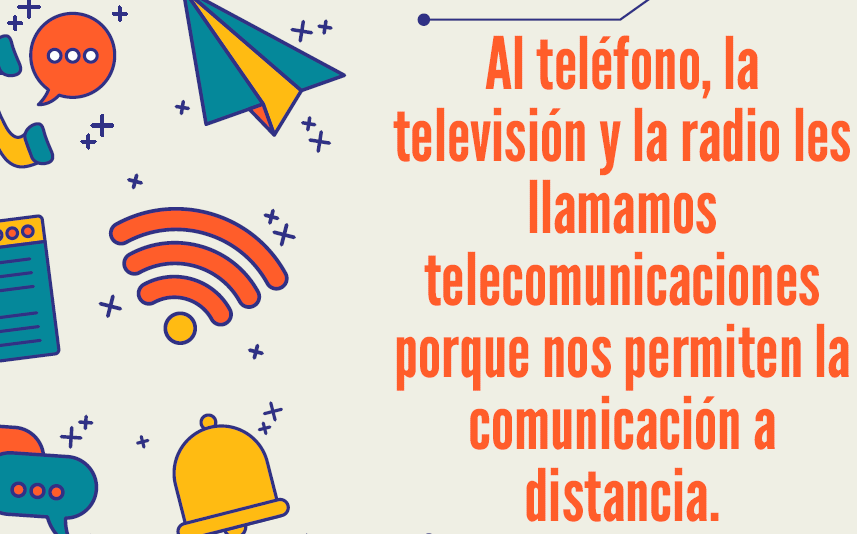 Al teléfono, la
televisión y la radio les
llamamos
telecomunicaciones
porque nos permiten la
comunicación a
distancia.